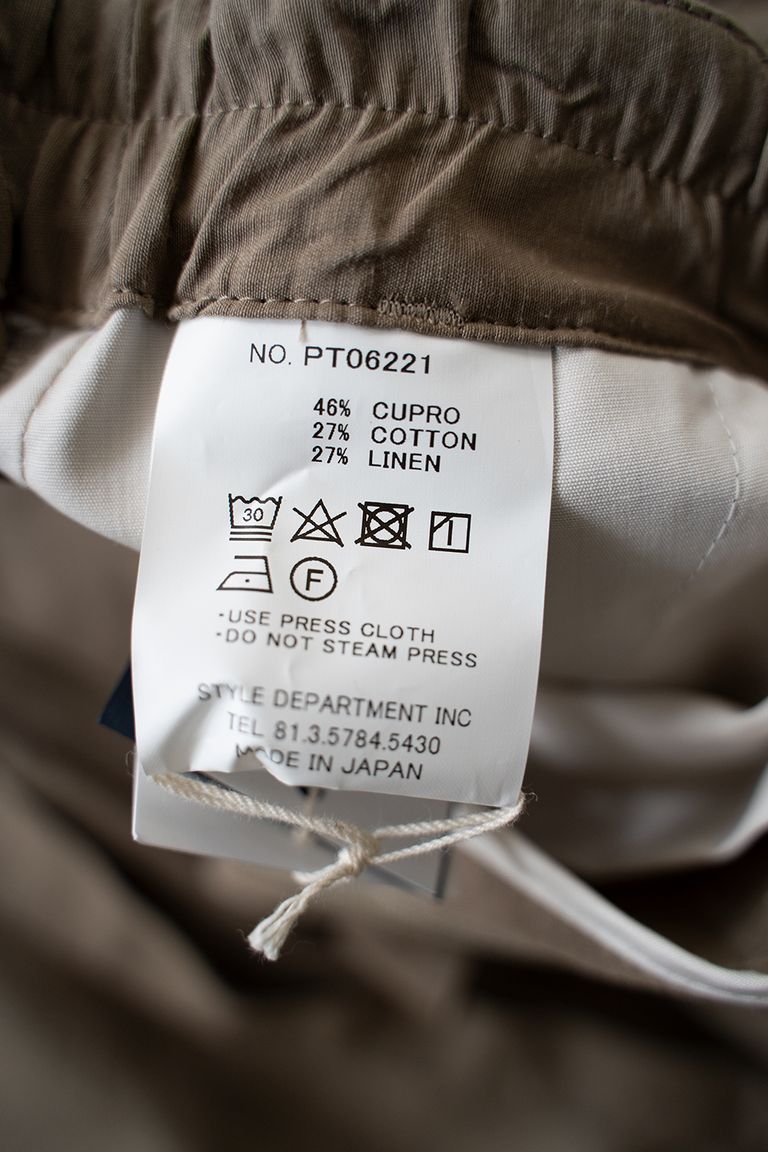 NO. PT06221
46% CUPRO
27% COTTON
27% LINEN
30
F
-USE PRESS CLOTH
-DO NOT STEAM PRESS
STYLE DEPARTMENT INC
TEL 81.3.5784.5430
MADE IN JAPAN